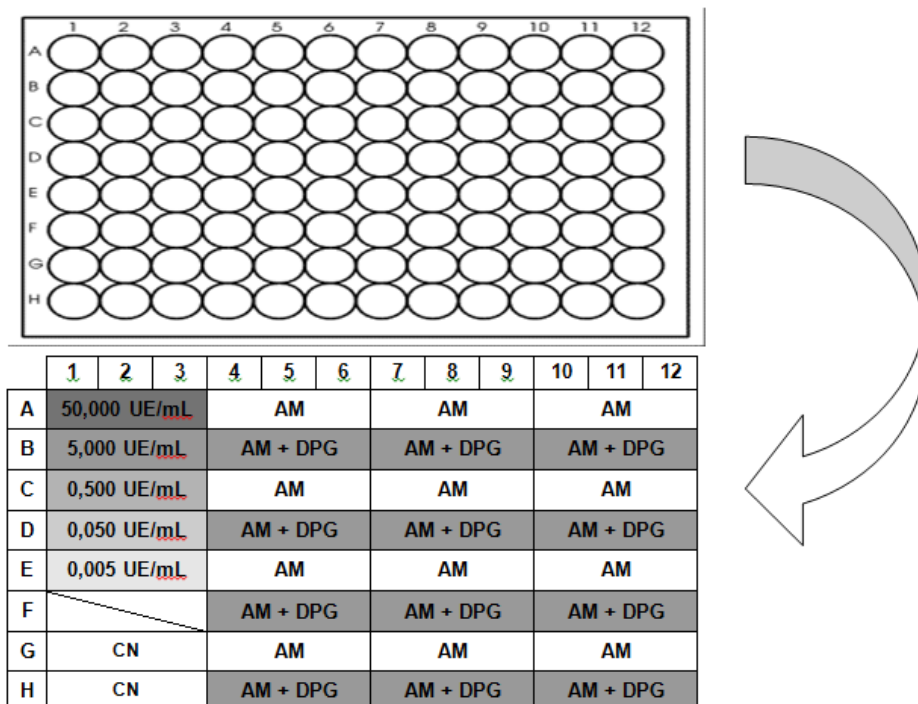 1 2 3 4 5 6 7 8 9 10 11 12
A
B
C
D
E
F
G
H
1 2 3 4 5 6 7 8 9 10 11 12
A 50,000 UE/mL AM AM AM
B 5,000 UE/mL AM + DPG AM + DPG AM + DPG
C 0,500 UE/mL AM AM AM
D 0,050 UE/mL AM + DPG AM + DPG AM + DPG
E 0,005 UE/mL AM AM AM
F AM + DPG AM + DPG AM + DPG
G CN AM AM AM
H CN AM + DPG AM + DPG AM + DPG